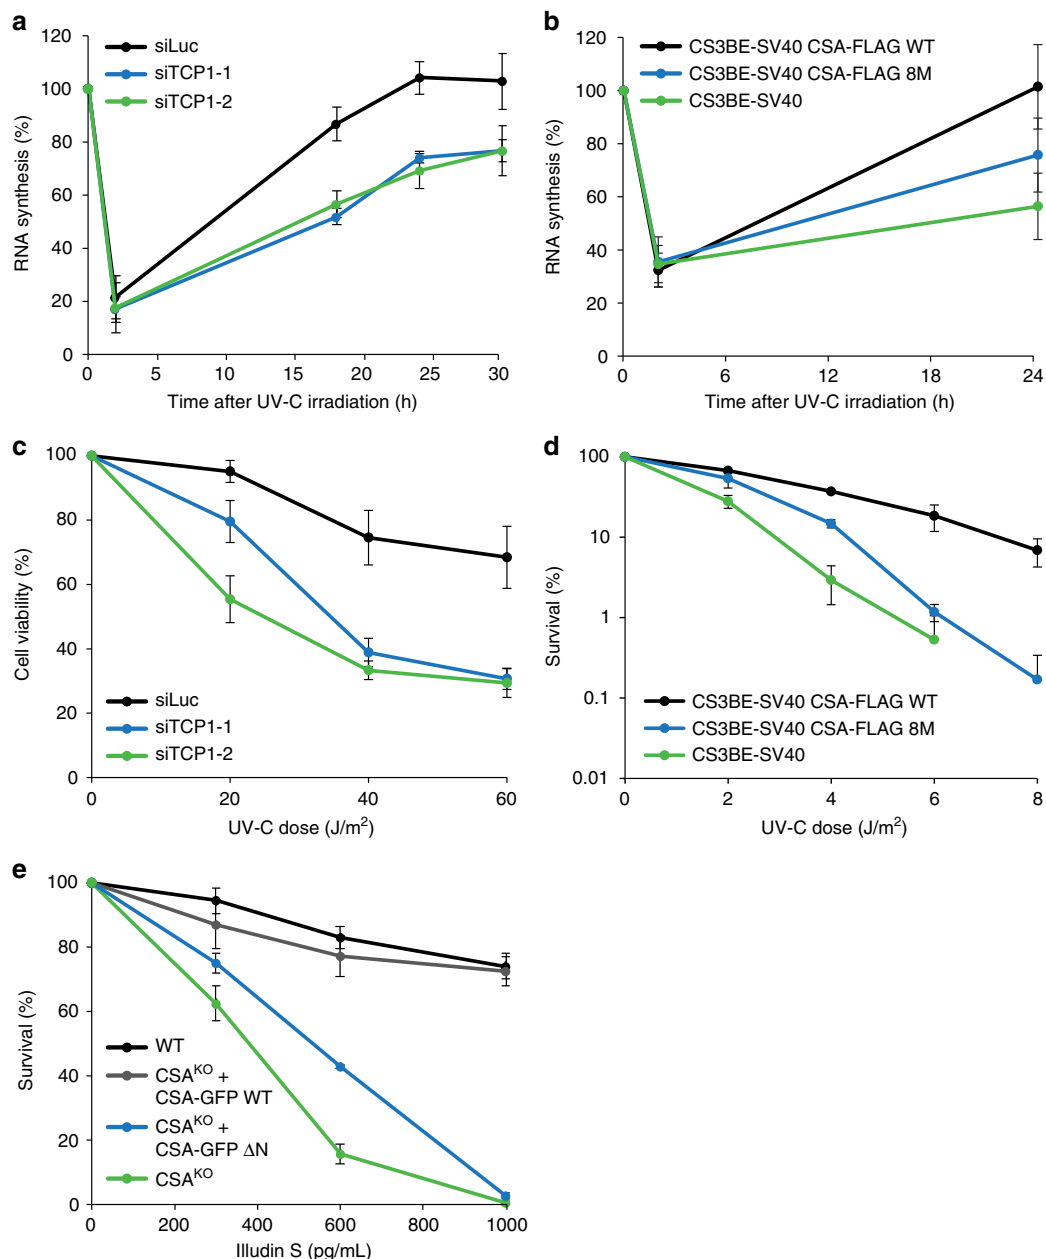 a
120
100
80
60
40
20
0
RNA synthesis (%)
siLuc
siTCP1-1
siTCP1-2
0 5 10 15 20 25 30
Time after UV-C irradiation (h)
b
120
100
80
60
40
20
0
RNA synthesis (%)
CS3BE-SV40 CSA-FLAG WT
CS3BE-SV40 CSA-FLAG 8M
CS3BE-SV40
0 6 12 18 24
Time after UV-C irradiation (h)
c
100
80
60
40
20
0
Cell viability (%)
siLuc
siTCP1-1
siTCP1-2
0 20 40 60
UV-C dose (J/m²)
d
100
10
1
0.1
0.01
Survival (%)
CS3BE-SV40 CSA-FLAG WT
CS3BE-SV40 CSA-FLAG 8M
CS3BE-SV40
0 2 4 6 8
UV-C dose (J/m²)
e
100
80
60
40
20
0
Survival (%)
WT
CSAᴷᴼ +
CSA-GFP WT
CSAᴷᴼ +
CSA-GFP ΔN
CSAᴷᴼ
0 200 400 600 800 1000
Illudin S (pg/mL)